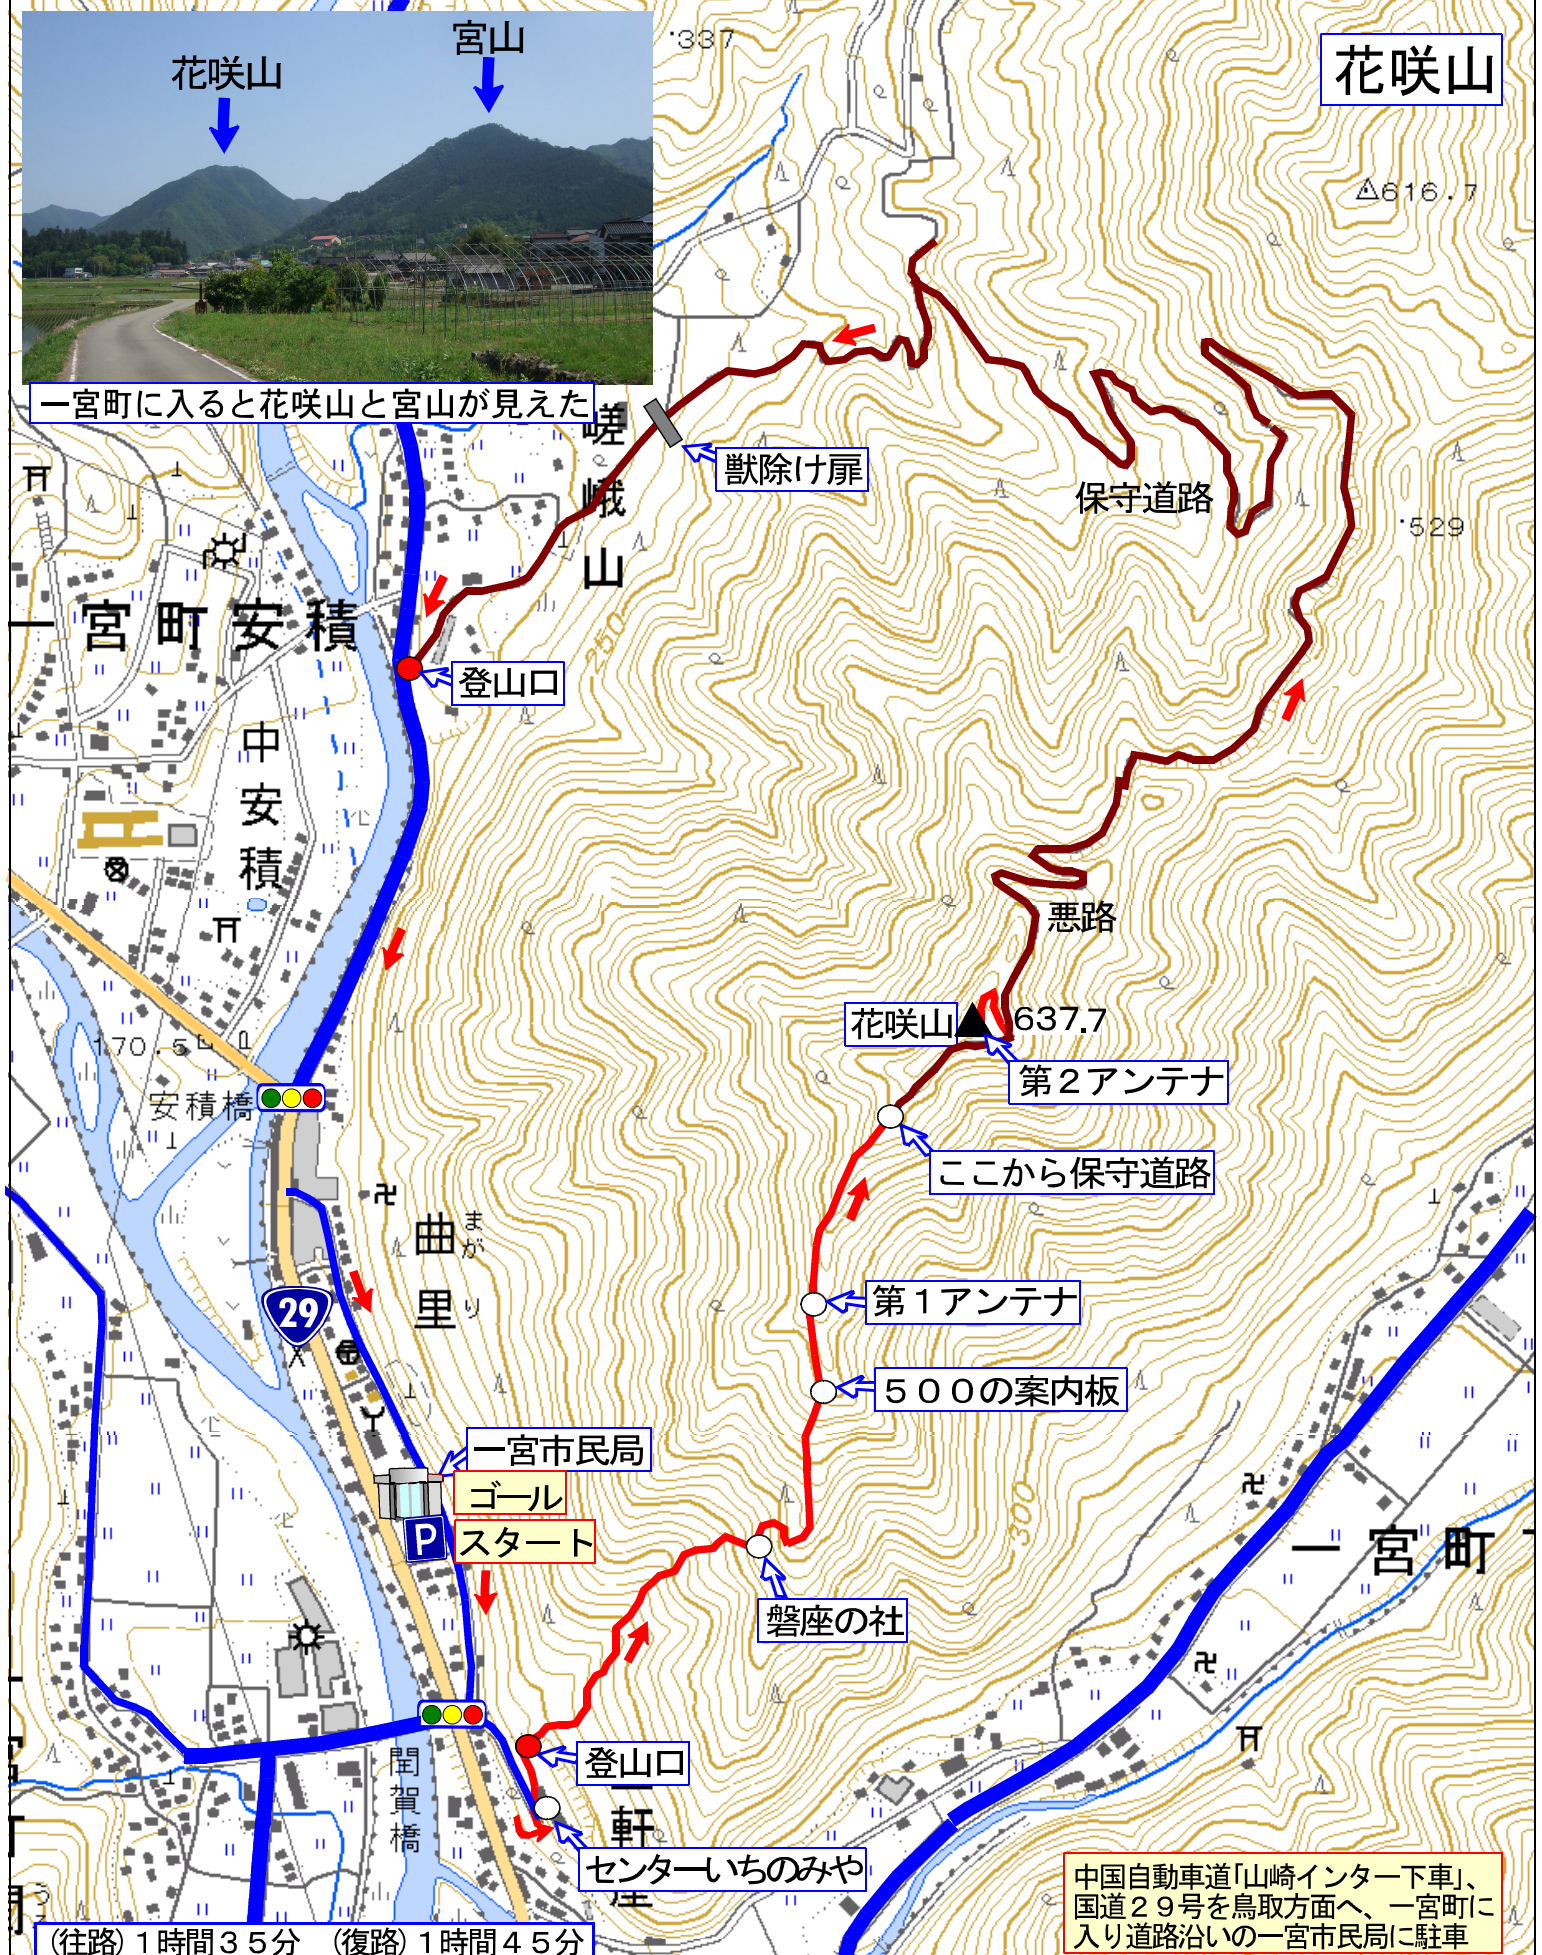 花咲山
宮山
花咲山
一宮町に入ると花咲山と宮山が見えた
・337
△616.7
嵯峨山
獣除け扉
保守道路
・529
一宮町安積
250
登山口
中安積
悪路
花咲山
637.7
第2アンテナ
170.5
安積橋
ここから保守道路
曲里
まがり
29
第1アンテナ
500の案内板
一宮市民局
ゴール
P
スタート
300
一宮町
磐座の社
登山口
閏賀橋
軒
センターいちのみや
中国自動車道「山崎インター下車」、
国道29号を鳥取方面へ、一宮町に
入り道路沿いの一宮市民局に駐車
(往路)1時間35分 (復路)1時間45分